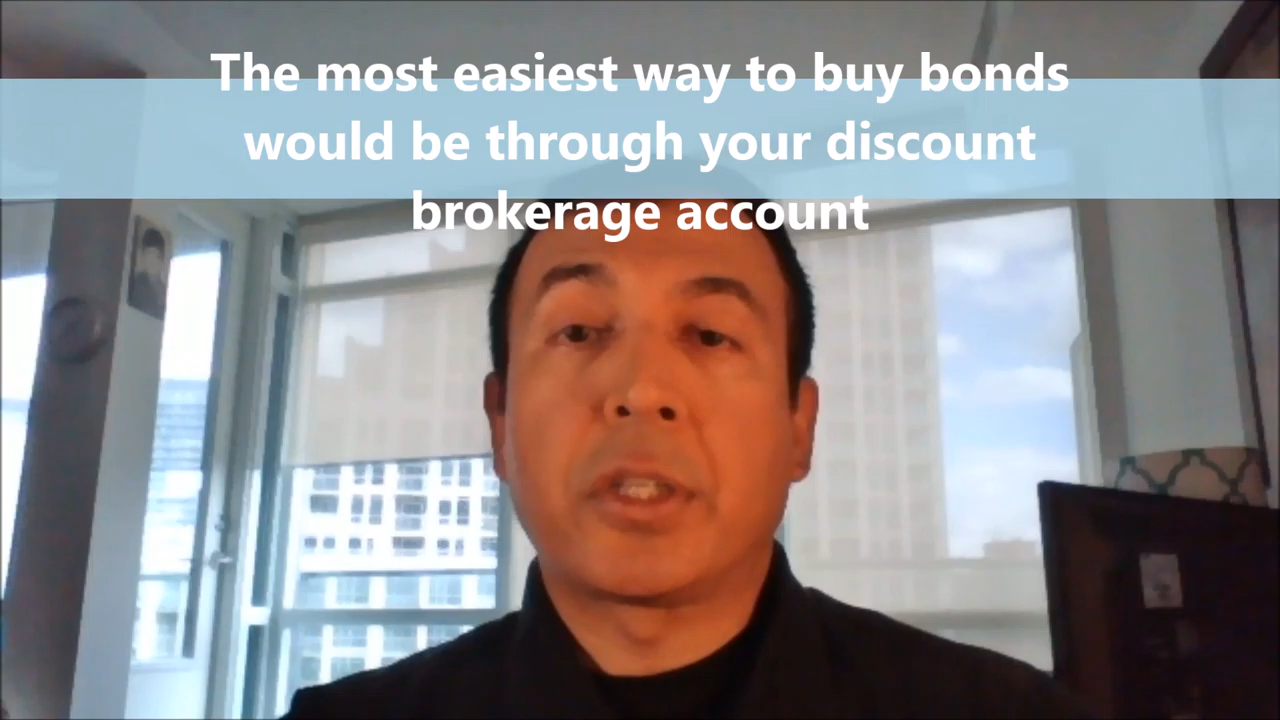 The most easiest way to buy bonds
would be through your discount
brokerage account